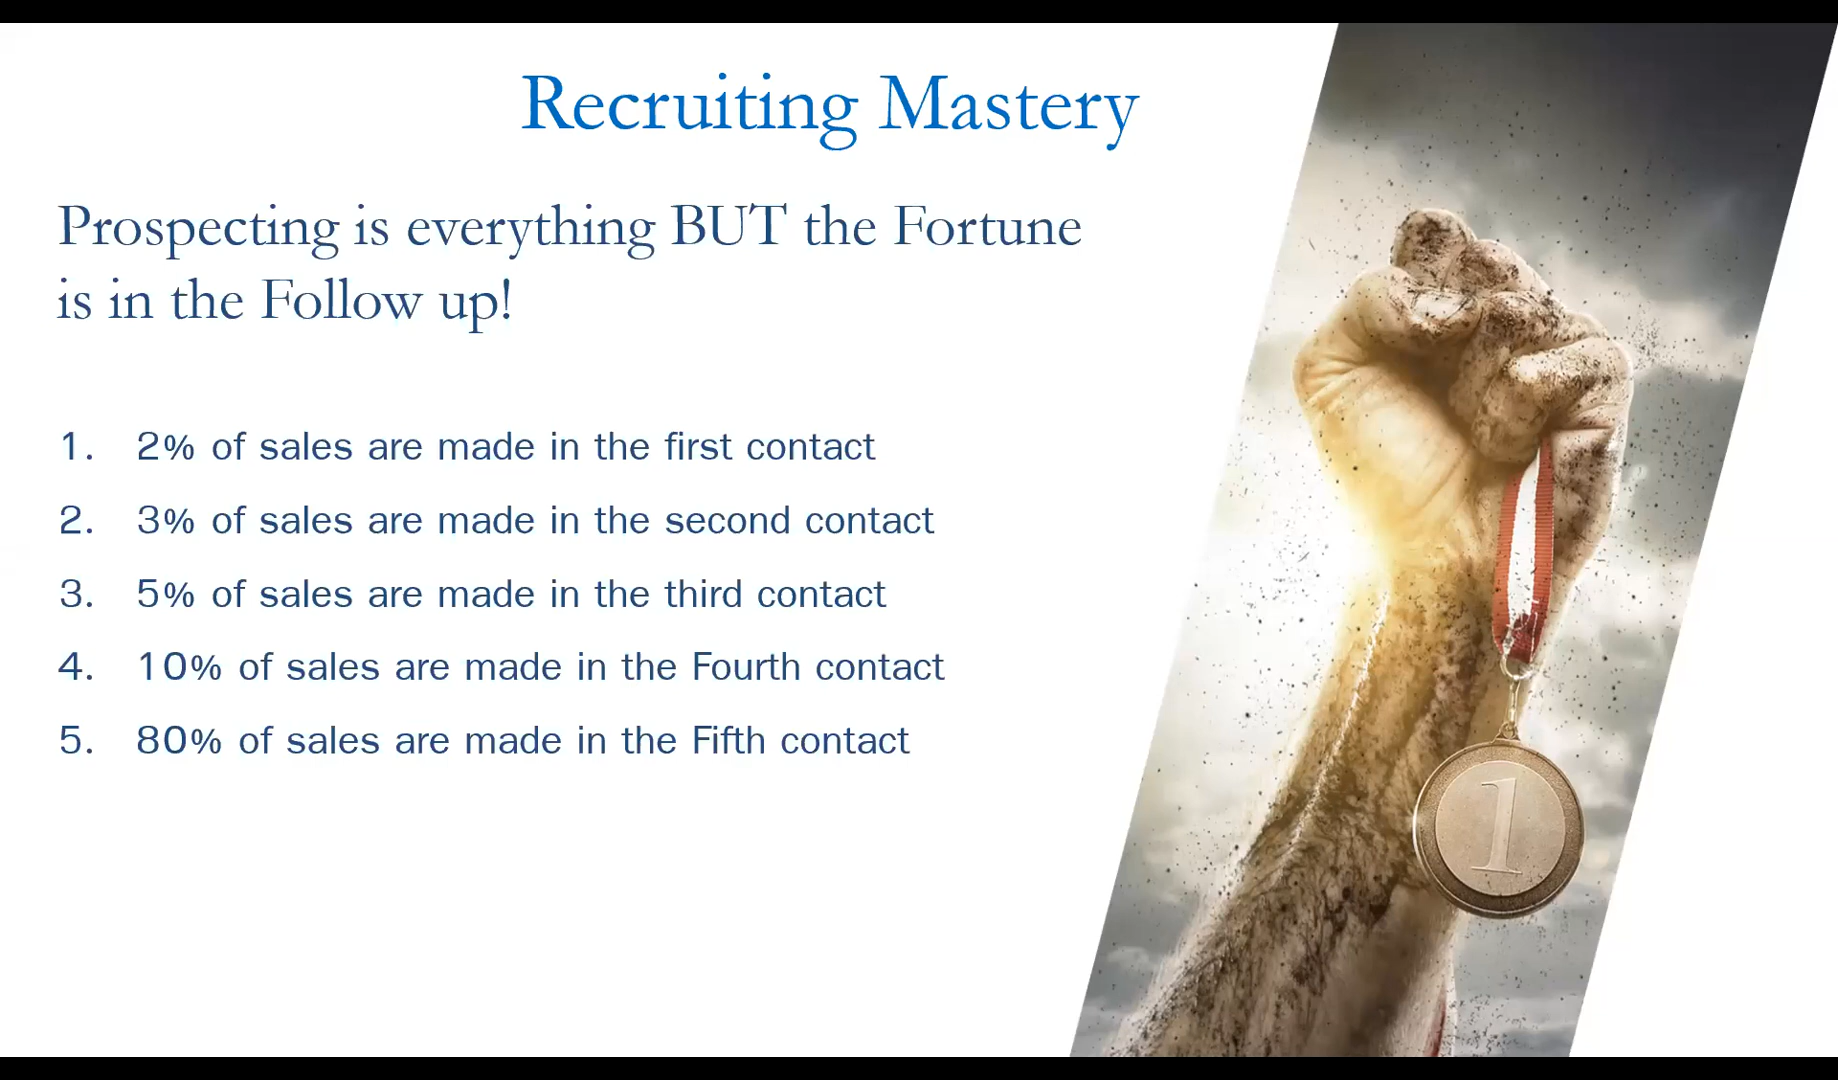 Recruiting Mastery
Prospecting is everything BUT the Fortune
is in the Follow up!
1. 2% of sales are made in the first contact
2. 3% of sales are made in the second contact
3. 5% of sales are made in the third contact
4. 10% of sales are made in the Fourth contact
5. 80% of sales are made in the Fifth contact
1